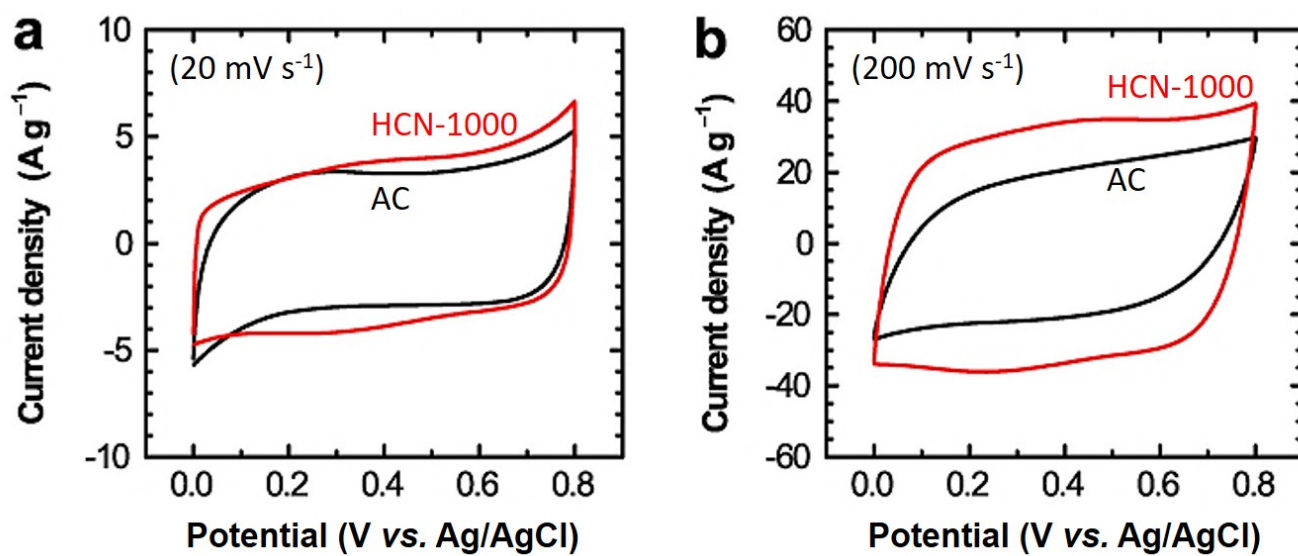 a
(20 mV s⁻¹)
HCN-1000
AC
10
5
0
-5
-10
Current density (A g⁻¹)
0.0 0.2 0.4 0.6 0.8
Potential (V vs. Ag/AgCl)
b
(200 mV s⁻¹)
HCN-1000
AC
60
40
20
0
-20
-40
-60
Current density (A g⁻¹)
0.0 0.2 0.4 0.6 0.8
Potential (V vs. Ag/AgCl)